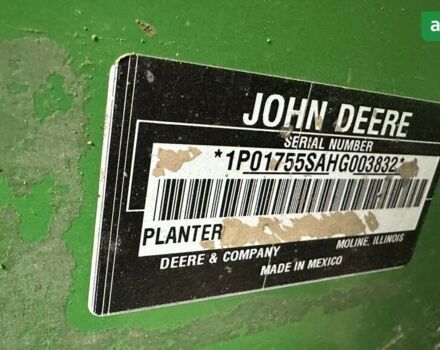 JOHN DEERE
SERIAL NUMBER
*1P01755SAHG003832*
PLANTER
DEERE & COMPANY MOLINE, ILLINOIS
MADE IN MEXICO